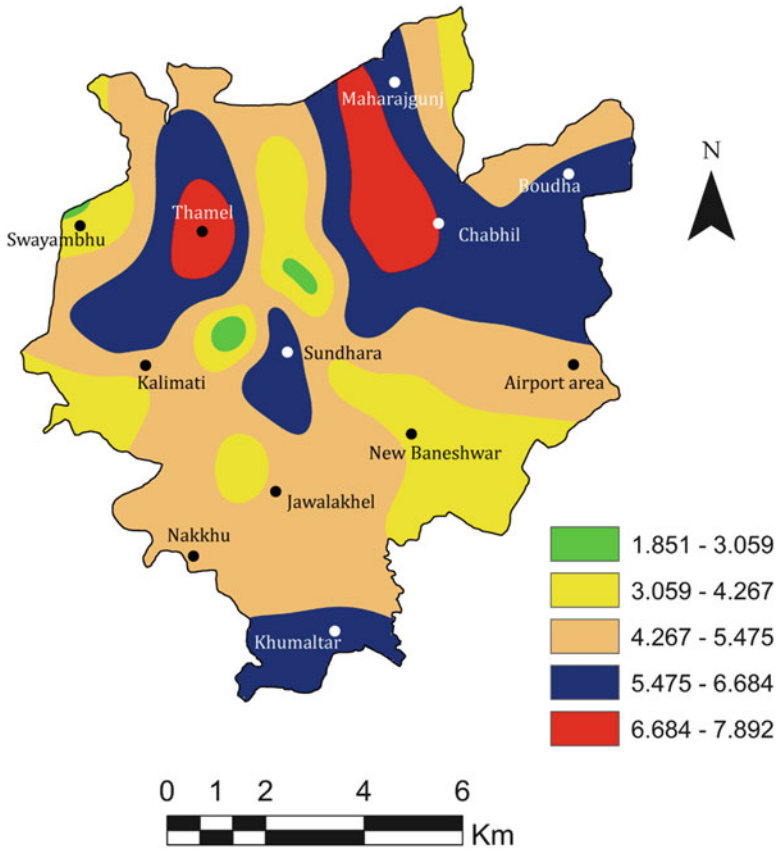 Maharajgunj
N
Boudha
Thamel
Swayambhu
Chabhil
Sundhara
Kalimati
Airport area
New Baneshwar
Jawalakhel
Nakkhu
Khumaltar
1.851 - 3.059
3.059 - 4.267
4.267 - 5.475
5.475 - 6.684
6.684 - 7.892
0 1 2 4 6
Km